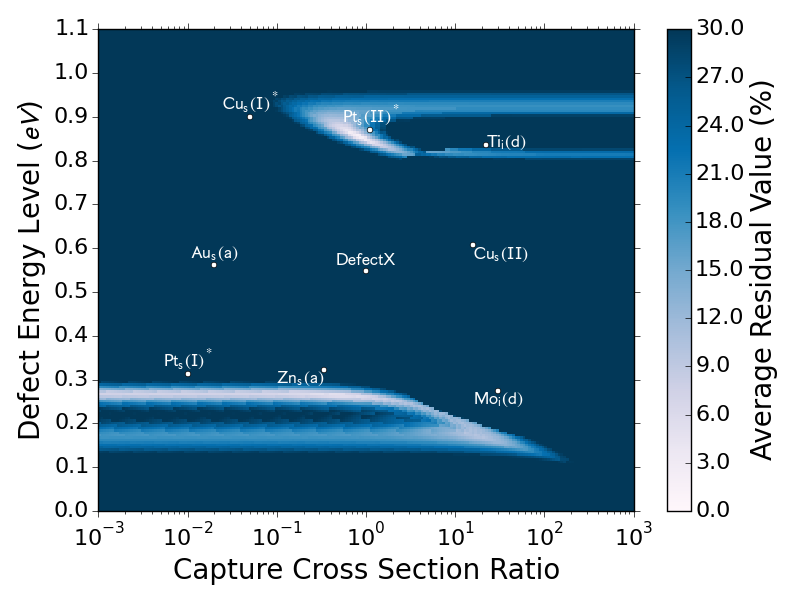 1.1
1.0
0.9
0.8
0.7
0.6
0.5
0.4
0.3
0.2
0.1
0.0
Defect Energy Level (eV)
Cu_s(I)*
Pt_s(II)*
Ti_i(d)
Au_s(a)
DefectX
Cu_s(II)
Pt_s(I)*
Zn_s(a)
Mo_i(d)
10^-3
10^-2
10^-1
10^0
10^1
10^2
10^3
Capture Cross Section Ratio
30.0
27.0
24.0
21.0
18.0
15.0
12.0
9.0
6.0
3.0
0.0
Average Residual Value (%)